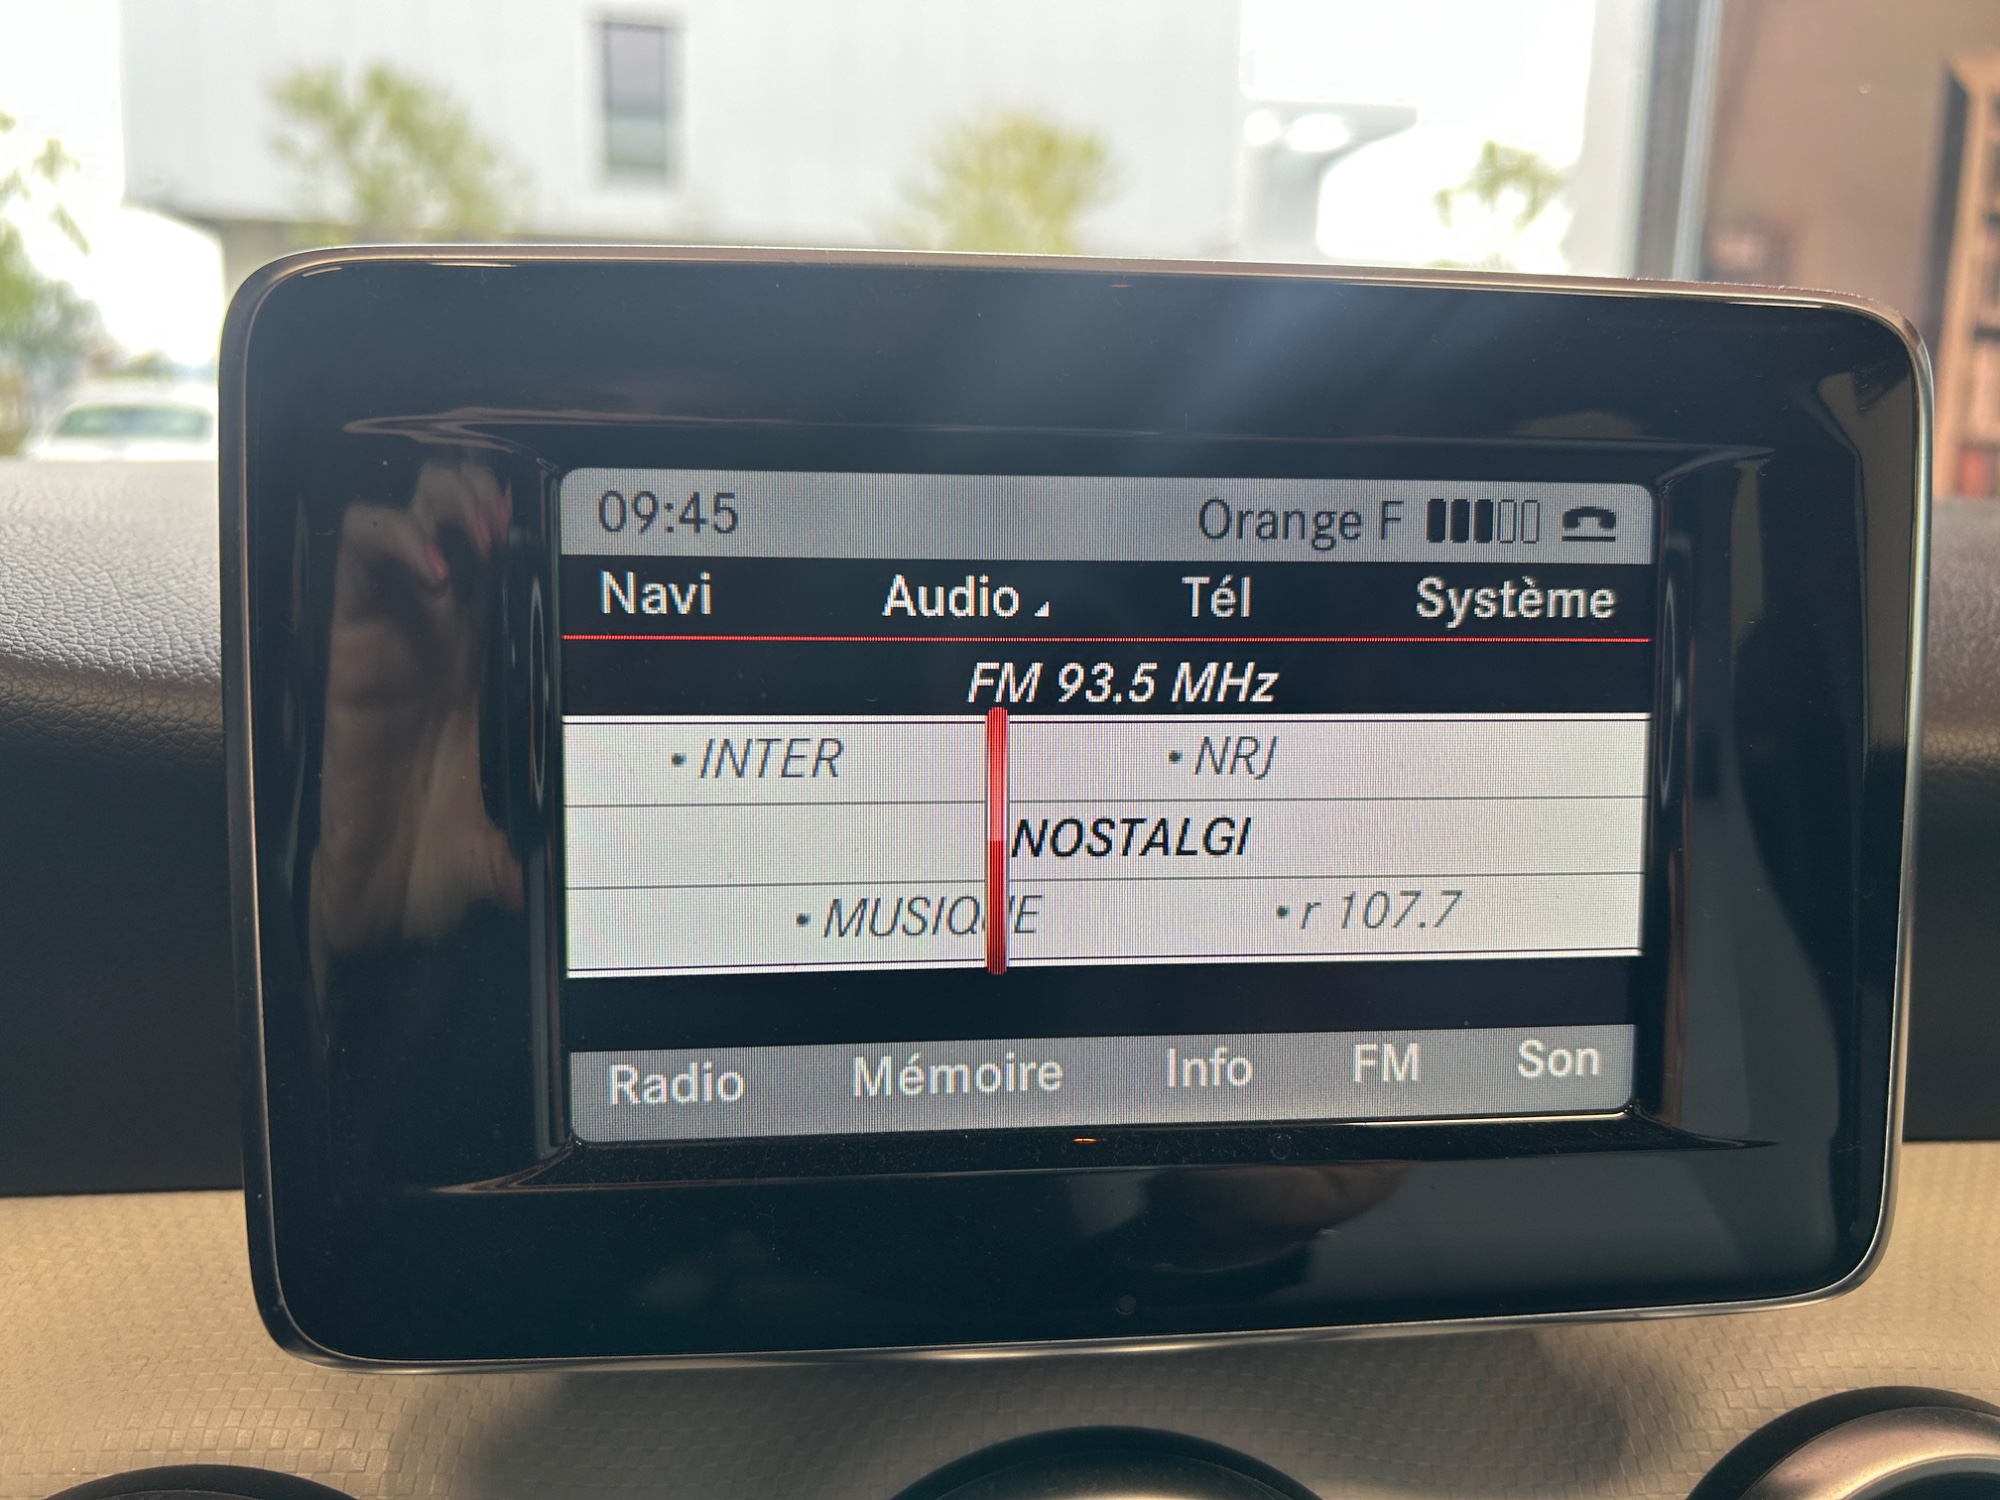 09:45 Orange F
Navi Audio Tél Système
FM 93.5 MHz
• INTER • NRJ
NOSTALGI
• MUSIQUE • r 107.7
Radio Mémoire Info FM Son